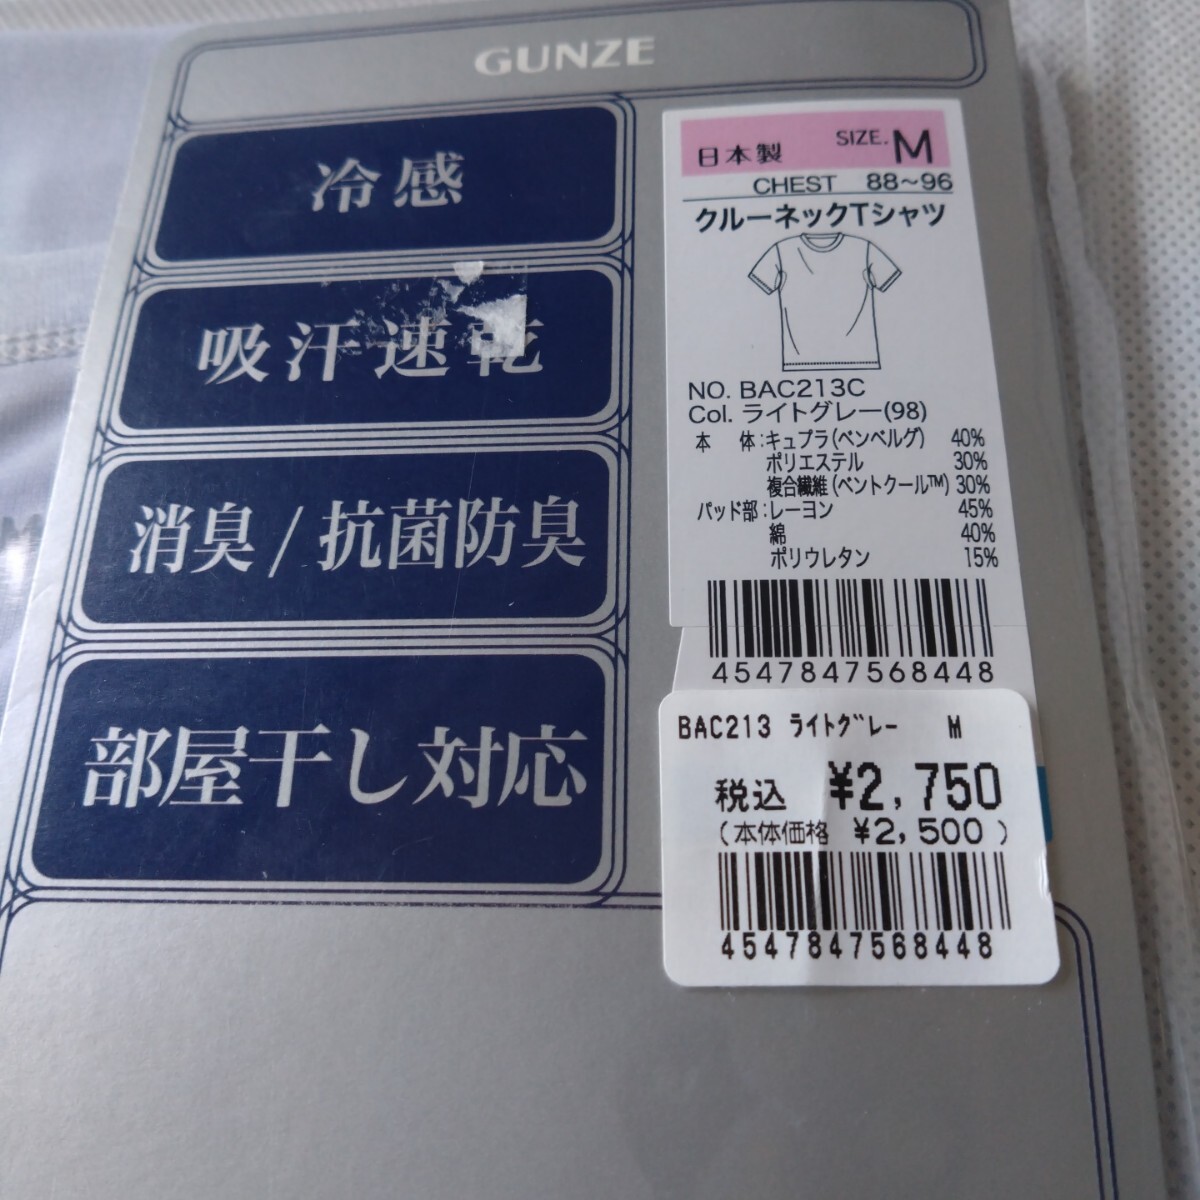 GUNZE
冷感
吸汗速乾
消臭/抗菌防臭
部屋干し対応
日本製 SIZE. M
CHEST 88~96
クルーネックTシャツ
NO. BAC213C
Col. ライトグレー(98)
本 体:キュプラ(ベンベルグ) 40%
ポリエステル 30%
複合繊維(ベントクール™) 30%
パッド部:レーヨン 45%
綿 40%
ポリウレタン 15%
4547847568448
BAC213 ライトグレー M
税込 ¥2,750
(本体価格 ¥2,500)
4547847568448